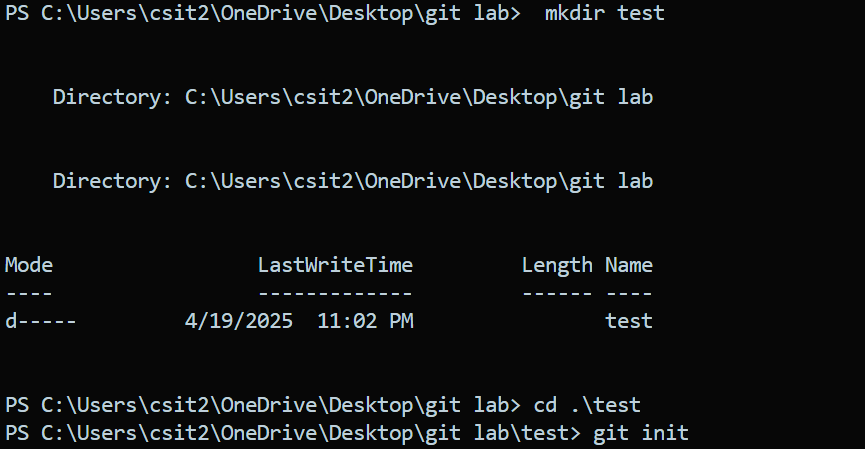 PS C:\Users\csit2\OneDrive\Desktop\git lab>  mkdir test
Directory: C:\Users\csit2\OneDrive\Desktop\git lab
Directory: C:\Users\csit2\OneDrive\Desktop\git lab
Mode                 LastWriteTime         Length Name
----                 -------------         ------ ----
d-----         4/19/2025  11:02 PM                test
PS C:\Users\csit2\OneDrive\Desktop\git lab> cd .\test
PS C:\Users\csit2\OneDrive\Desktop\git lab\test> git init